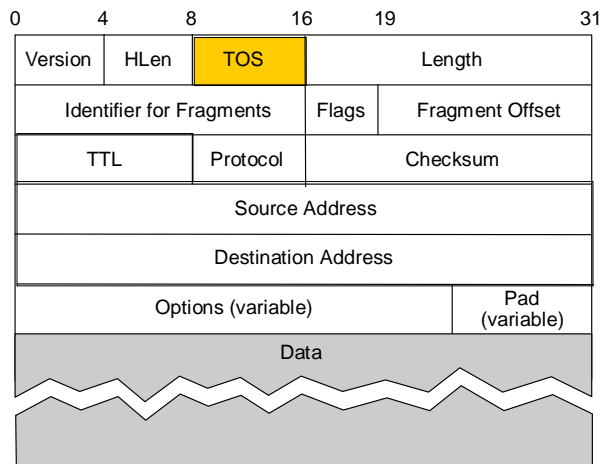 0 4 8 16 19 31
Version HLen TOS Length
Identifier for Fragments Flags Fragment Offset
TTL Protocol Checksum
Source Address
Destination Address
Options (variable) Pad
(variable)
Data